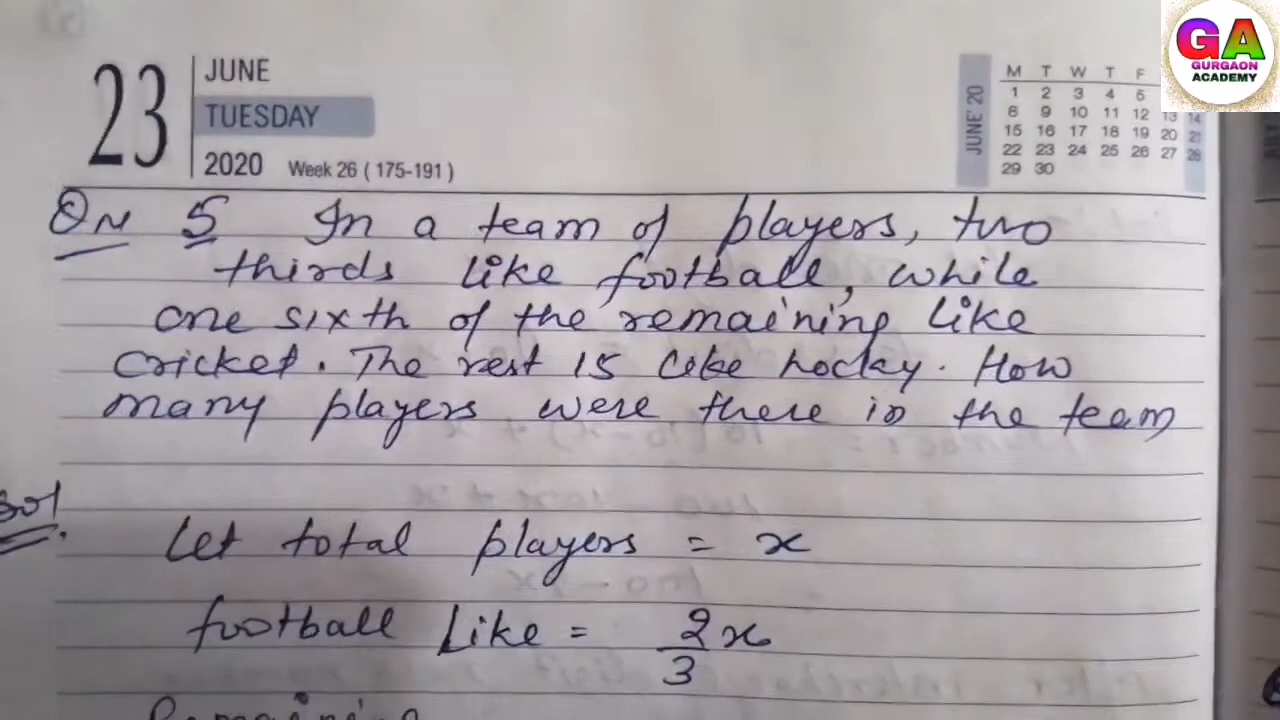 23
JUNE
TUESDAY
2020 Week 26 ( 175-191 )
JUNE 20
M T W T F
1 2 3 4 5
8 9 10 11 12 13 14
15 16 17 18 19 20 21
22 23 24 25 26 27 28
29 30
GA
GURGAON
ACADEMY
QN 5 In a team of players, two
thirds like football, while
one sixth of the remaining like
cricket. The rest 15 like hockey. How
many players were there in the team
Sol.
Let total players = x
football Like = 2x
3
Remaining